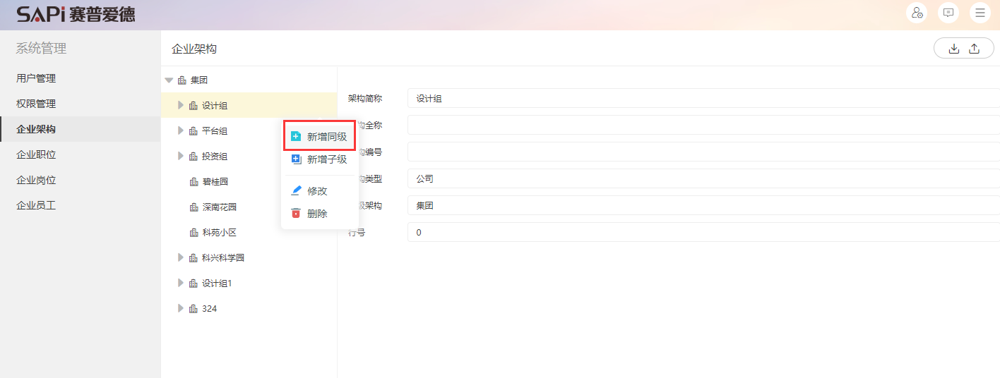 SAPi 赛普爱德
系统管理
用户管理
权限管理
企业架构
企业职位
企业岗位
企业员工
企业架构
集团
设计组
平台组
投资组
碧桂园
深南花园
科苑小区
科兴科学园
设计组1
324
新增同级
新增子级
修改
删除
架构简称 设计组
构全称
构编号
构类型 公司
级架构 集团
行号 0